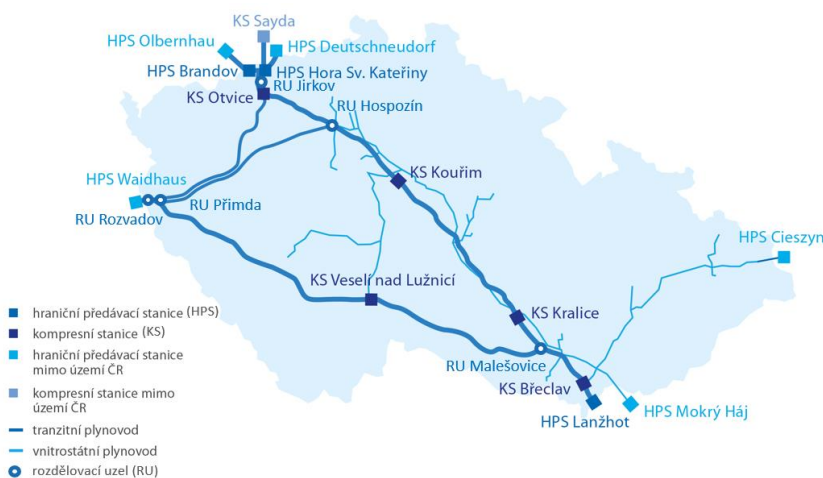 KS Sayda
HPS Olbernhau
HPS Deutschneudorf
HPS Brandov
HPS Hora Sv. Kateřiny
RU Jirkov
KS Otvice
RU Hospozín
KS Kouřim
HPS Waidhaus
RU Přimda
RU Rozvadov
HPS Cieszyn
KS Veselí nad Lužnicí
KS Kralice
RU Malešovice
KS Břeclav
HPS Mokrý Háj
HPS Lanžhot
hraniční předávací stanice (HPS)
kompresní stanice (KS)
hraniční předávací stanice
mimo území ČR
kompresní stanice mimo
území ČR
tranzitní plynovod
vnitrostátní plynovod
rozdělovací uzel (RU)